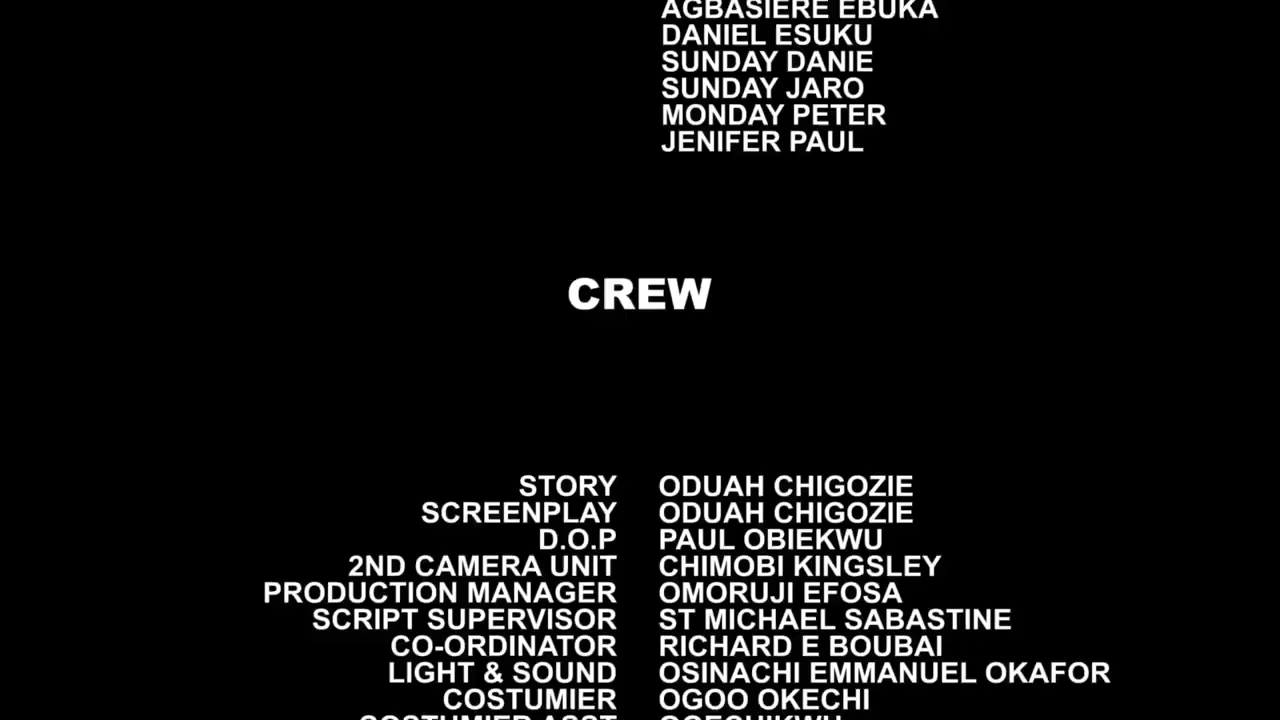 AGBASIERE EBUKA
DANIEL ESUKU
SUNDAY DANIE
SUNDAY JARO
MONDAY PETER
JENIFER PAUL
CREW
STORY ODUAH CHIGOZIE
SCREENPLAY ODUAH CHIGOZIE
D.O.P PAUL OBIEKWU
2ND CAMERA UNIT CHIMOBI KINGSLEY
PRODUCTION MANAGER OMORUJI EFOSA
SCRIPT SUPERVISOR ST MICHAEL SABASTINE
CO-ORDINATOR RICHARD E BOUBAI
LIGHT & SOUND OSINACHI EMMANUEL OKAFOR
COSTUMIER OGOO OKECHI
COSTUMIER ASST